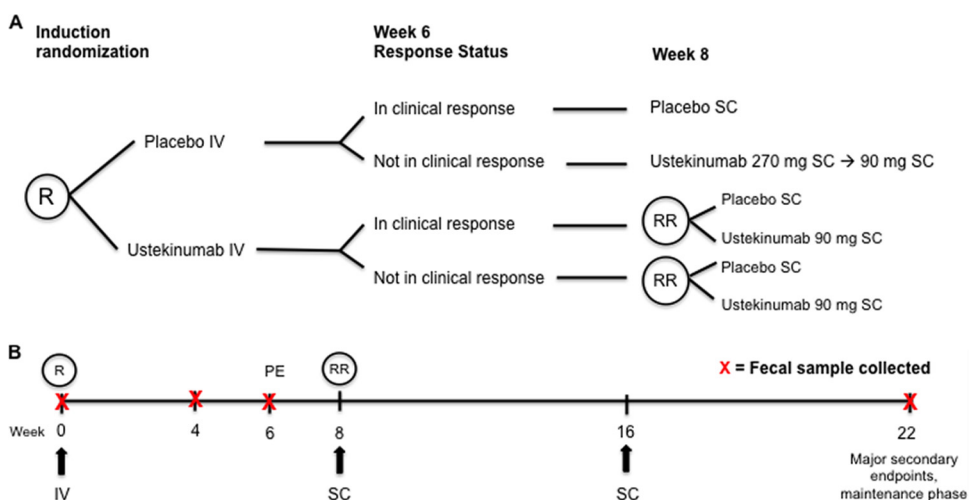 A
Induction
randomization
Week 6
Response Status
Week 8
In clinical response
Placebo SC
Placebo IV
Not in clinical response
Ustekinumab 270 mg SC → 90 mg SC
R
Placebo SC
In clinical response
RR
Ustekinumab IV
Ustekinumab 90 mg SC
Placebo SC
Not in clinical response
RR
Ustekinumab 90 mg SC
B
R
PE
RR
X = Fecal sample collected
X X X X
Week 0 4 6 8 16 22
Major secondary
endpoints,
maintenance phase
IV SC SC